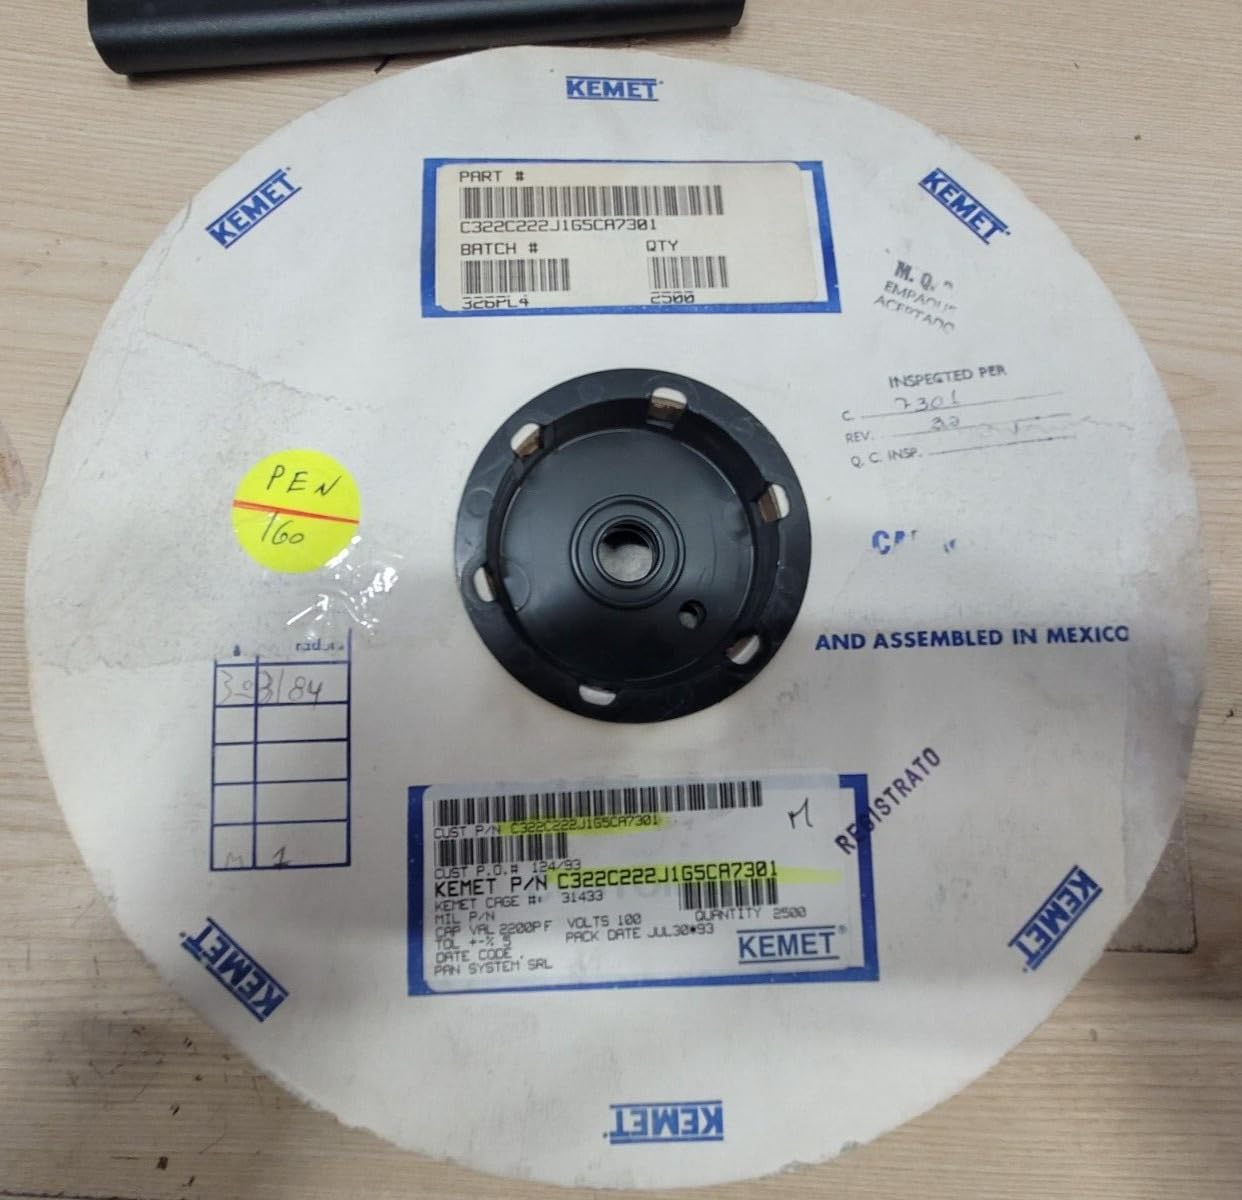 KEMET
KEMET
KEMET
PART #
C322C222J1G5CA7301
BATCH #
QTY
326PL4
2500
M. Q.
ACEPTADO
INSPECTED PER
C. 7301
REV.
Q. C. INSP.
PEN
160
AND ASSEMBLED IN MEXICO
303/84
M 1
REGISTRATO
M
CUST P/N C322C222J1G5CA7301
CUST P.O.# 124/93
KEMET P/N C322C222J1G5CA7301
KEMET CAGE #: 31433
MIL P/N
QUANTITY 2500
CAP VAL 2200PF VOLTS 100
TOL +-% 5 PACK DATE JUL30*93
DATE CODE .
PAN SYSTEM SRL
KEMET
KEMET
KEMET
KEMET